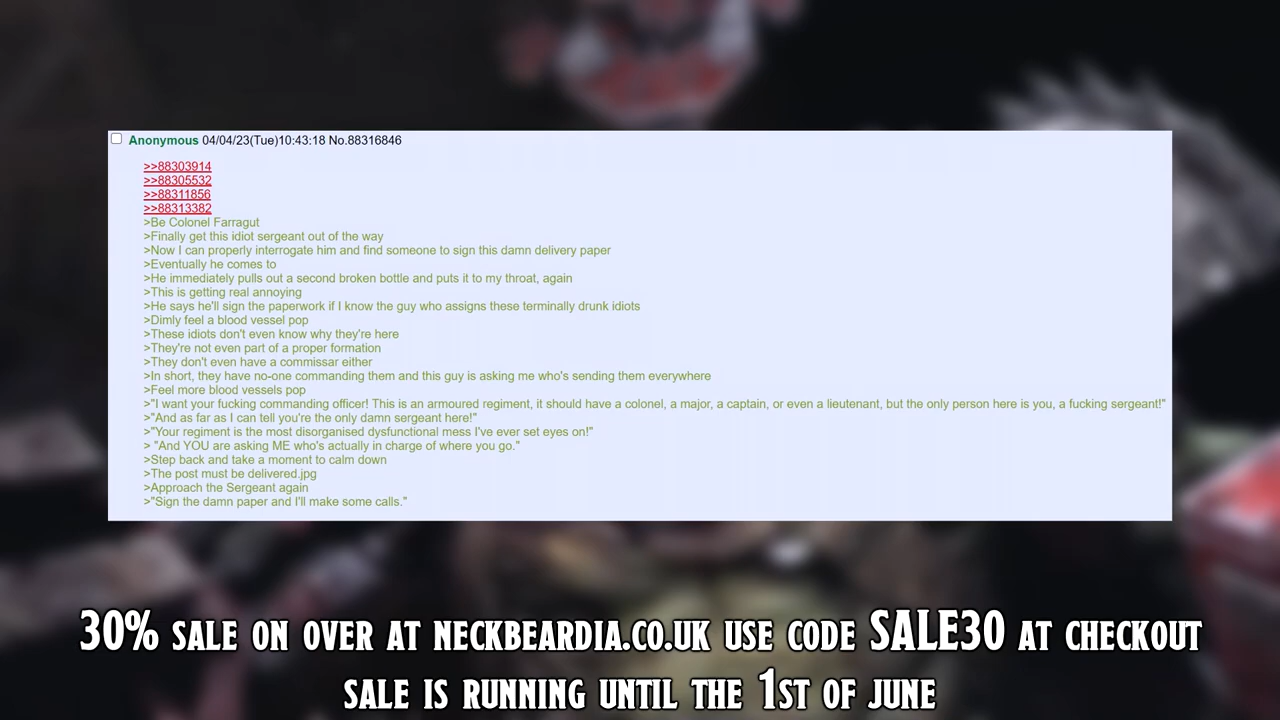 Anonymous 04/04/23(Tue)10:43:18 No.88316846
>>88303914
>>88305532
>>88311856
>>88313382
>Be Colonel Farragut
>Finally get this idiot sergeant out of the way
>Now I can properly interrogate him and find someone to sign this damn delivery paper
>Eventually he comes to
>He immediately pulls out a second broken bottle and puts it to my throat, again
>This is getting real annoying
>He says he'll sign the paperwork if I know the guy who assigns these terminally drunk idiots
>Dimly feel a blood vessel pop
>These idiots don't even know why they're here
>They're not even part of a proper formation
>They don't even have a commissar either
>In short, they have no-one commanding them and this guy is asking me who's sending them everywhere
>Feel more blood vessels pop
>"I want your fucking commanding officer! This is an armoured regiment, it should have a colonel, a major, a captain, or even a lieutenant, but the only person here is you, a fucking sergeant!"
>"And as far as I can tell you're the only damn sergeant here!"
>"Your regiment is the most disorganised dysfunctional mess I've ever set eyes on!"
> "And YOU are asking ME who's actually in charge of where you go."
>Step back and take a moment to calm down
>The post must be delivered.jpg
>Approach the Sergeant again
>"Sign the damn paper and I'll make some calls."
30% SALE ON OVER AT NECKBEARDIA.CO.UK USE CODE SALE30 AT CHECKOUT
SALE IS RUNNING UNTIL THE 1ST OF JUNE